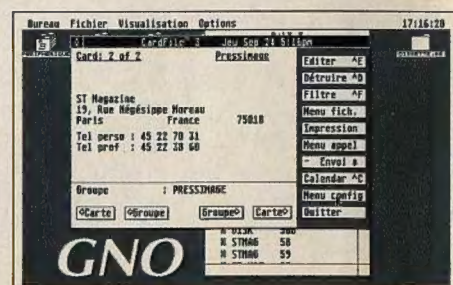 Bureau Fichier Visualisation Options 17:16:20
CardFile 3 Jeu Sep 24 5:16pm
Card: 2 of 2 Pressimage
ST Magazine
19, Rue Hégésippe Moreau
Paris France 75018
Tel perso : 45 22 70 31
Tel prof : 45 22 38 60
Groupe : PRESSIMAGE
Carte Groupe Groupe Carte
Editer ^E
Détruire ^D
Filtre ^F
Menu fich.
Impression
Menu appel
- Envoi
Calendar ^C
Menu config
Quitter
GNO
STMAG 58
STMAG 59